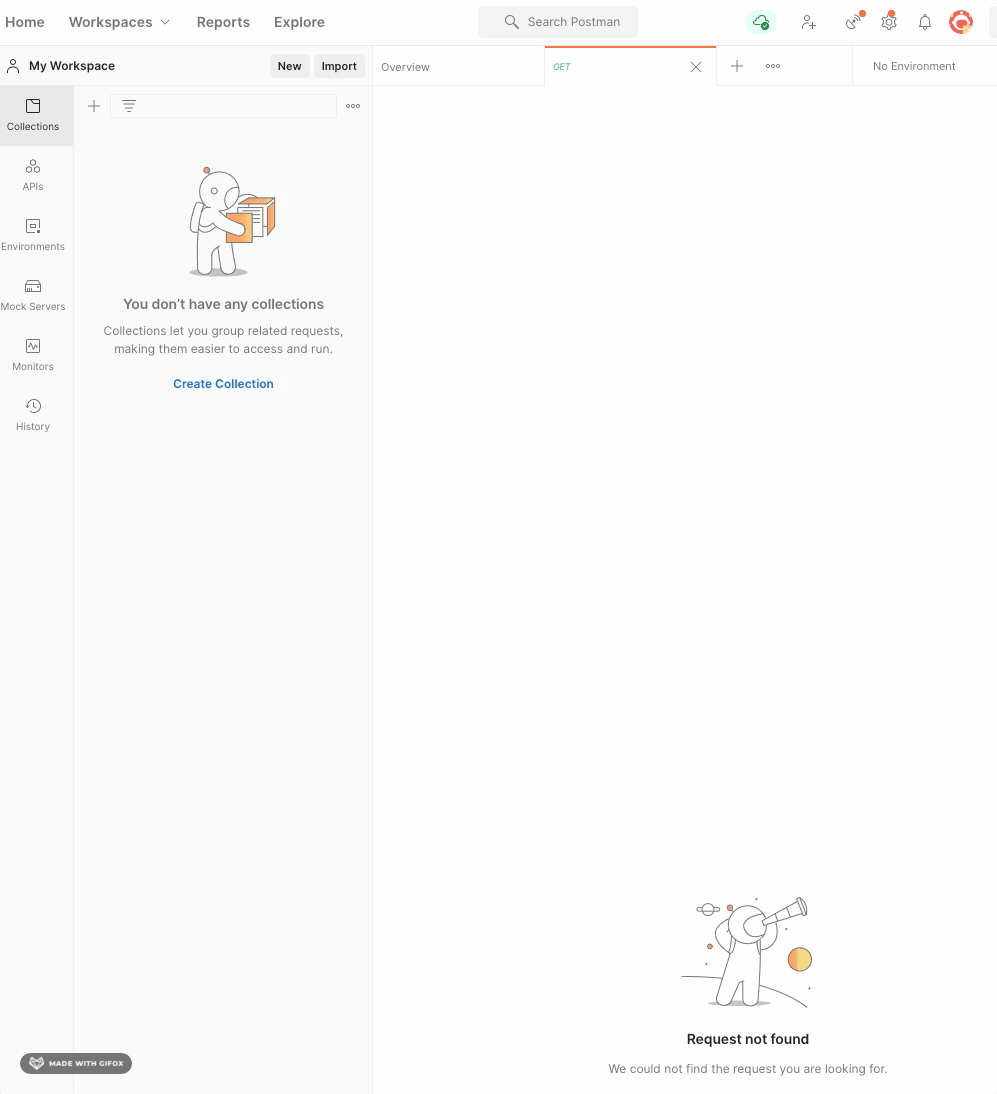 Home Workspaces Reports Explore Search Postman
My Workspace New Import Overview GET No Environment
Collections
APIs
Environments
Mock Servers
Monitors
History
You don’t have any collections
Collections let you group related requests,
making them easier to access and run.
Create Collection
Request not found
We could not find the request you are looking for.
MADE WITH GIFOX